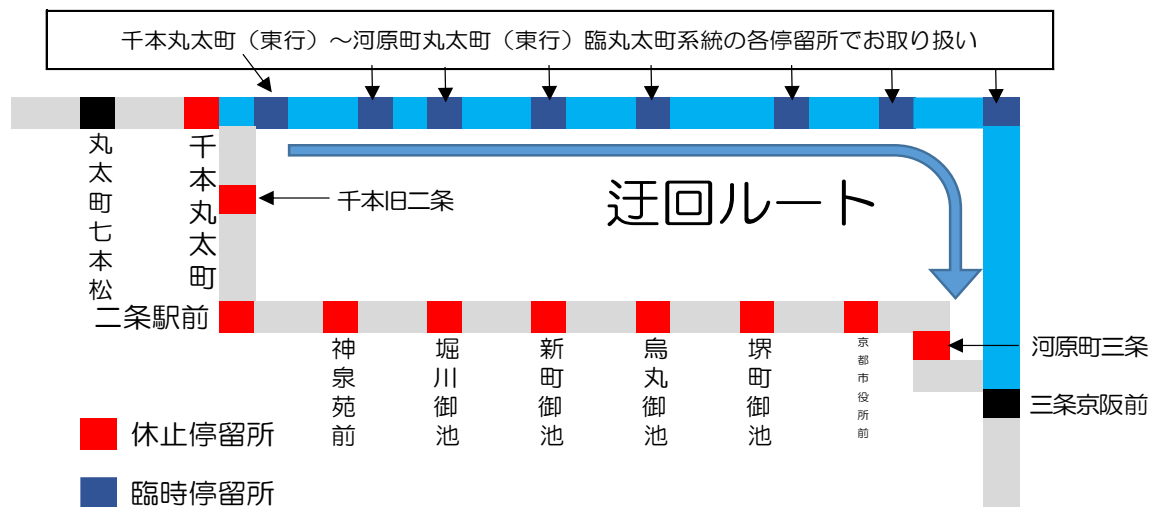 千本丸太町（東行）～河原町丸太町（東行）臨丸太町系統の各停留所でお取り扱い
丸太町七本松
千本丸太町
千本旧二条
迂回ルート
二条駅前
神泉苑前
堀川御池
新町御池
烏丸御池
堺町御池
京都市役所前
河原町三条
三条京阪前
休止停留所
臨時停留所